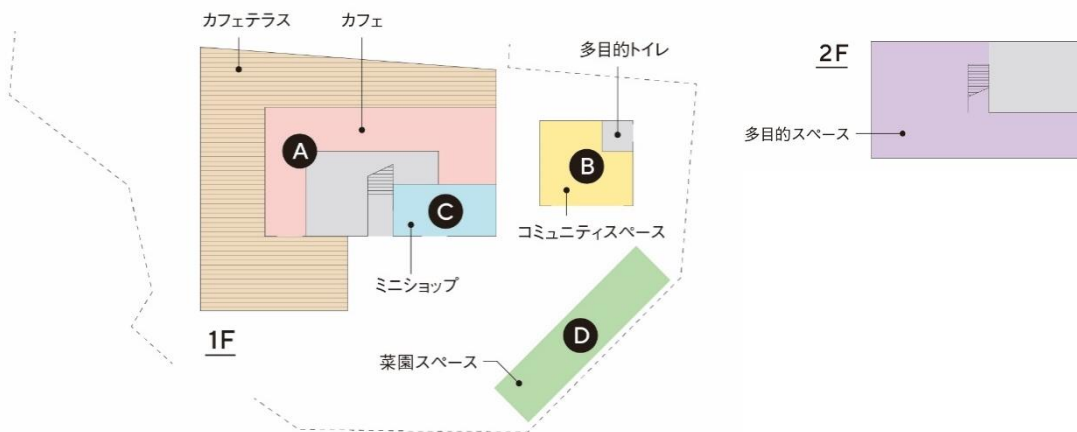 カフェテラス
カフェ
多目的トイレ
2F
多目的スペース
A
B
C
コミュニティスペース
ミニショップ
1F
D
菜園スペース